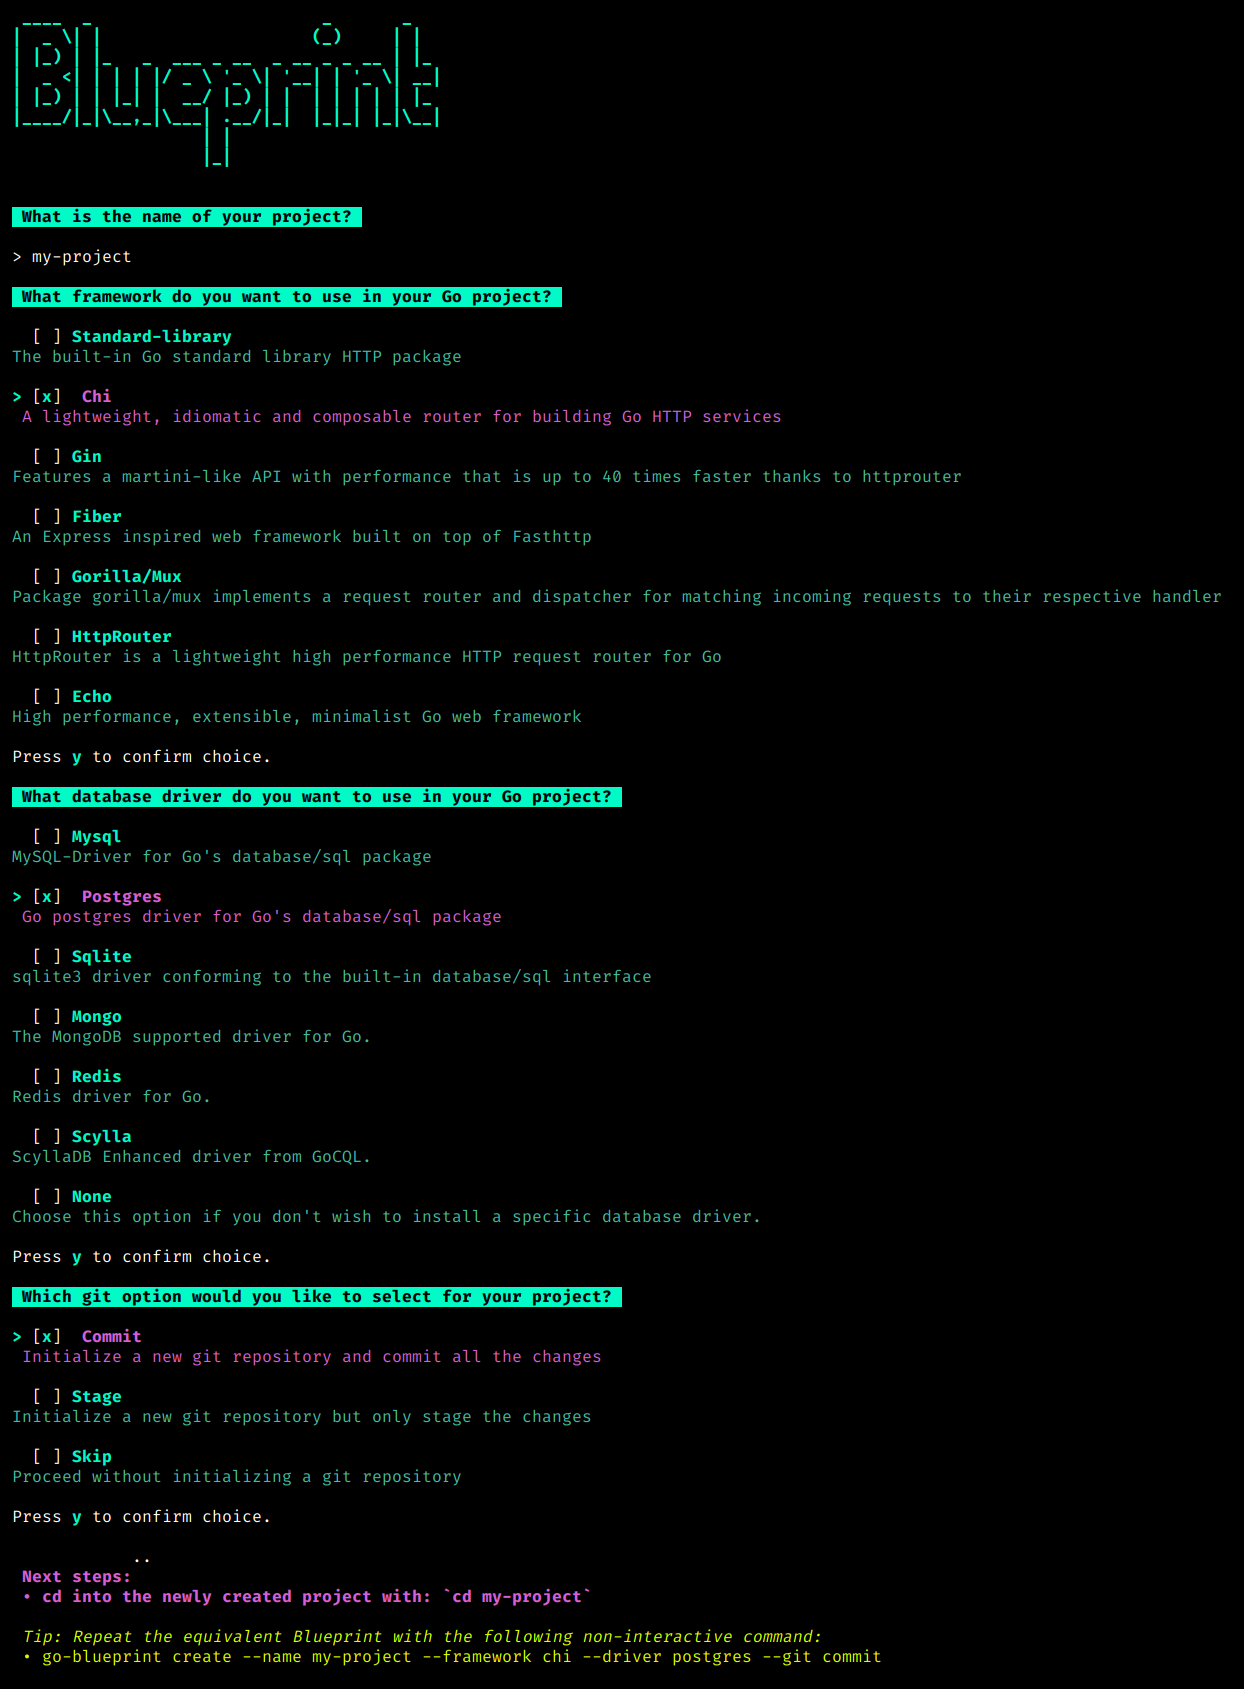 Blueprint
What is the name of your project?
> my-project
What framework do you want to use in your Go project?
[ ] Standard-library
The built-in Go standard library HTTP package
> [x]  Chi
A lightweight, idiomatic and composable router for building Go HTTP services
[ ] Gin
Features a martini-like API with performance that is up to 40 times faster thanks to httprouter
[ ] Fiber
An Express inspired web framework built on top of Fasthttp
[ ] Gorilla/Mux
Package gorilla/mux implements a request router and dispatcher for matching incoming requests to their respective handler
[ ] HttpRouter
HttpRouter is a lightweight high performance HTTP request router for Go
[ ] Echo
High performance, extensible, minimalist Go web framework
Press y to confirm choice.
What database driver do you want to use in your Go project?
[ ] Mysql
MySQL-Driver for Go's database/sql package
> [x]  Postgres
Go postgres driver for Go's database/sql package
[ ] Sqlite
sqlite3 driver conforming to the built-in database/sql interface
[ ] Mongo
The MongoDB supported driver for Go.
[ ] Redis
Redis driver for Go.
[ ] Scylla
ScyllaDB Enhanced driver from GoCQL.
[ ] None
Choose this option if you don't wish to install a specific database driver.
Press y to confirm choice.
Which git option would you like to select for your project?
> [x]  Commit
Initialize a new git repository and commit all the changes
[ ] Stage
Initialize a new git repository but only stage the changes
[ ] Skip
Proceed without initializing a git repository
Press y to confirm choice.
..
Next steps:
• cd into the newly created project with: `cd my-project`
Tip: Repeat the equivalent Blueprint with the following non-interactive command:
• go-blueprint create --name my-project --framework chi --driver postgres --git commit